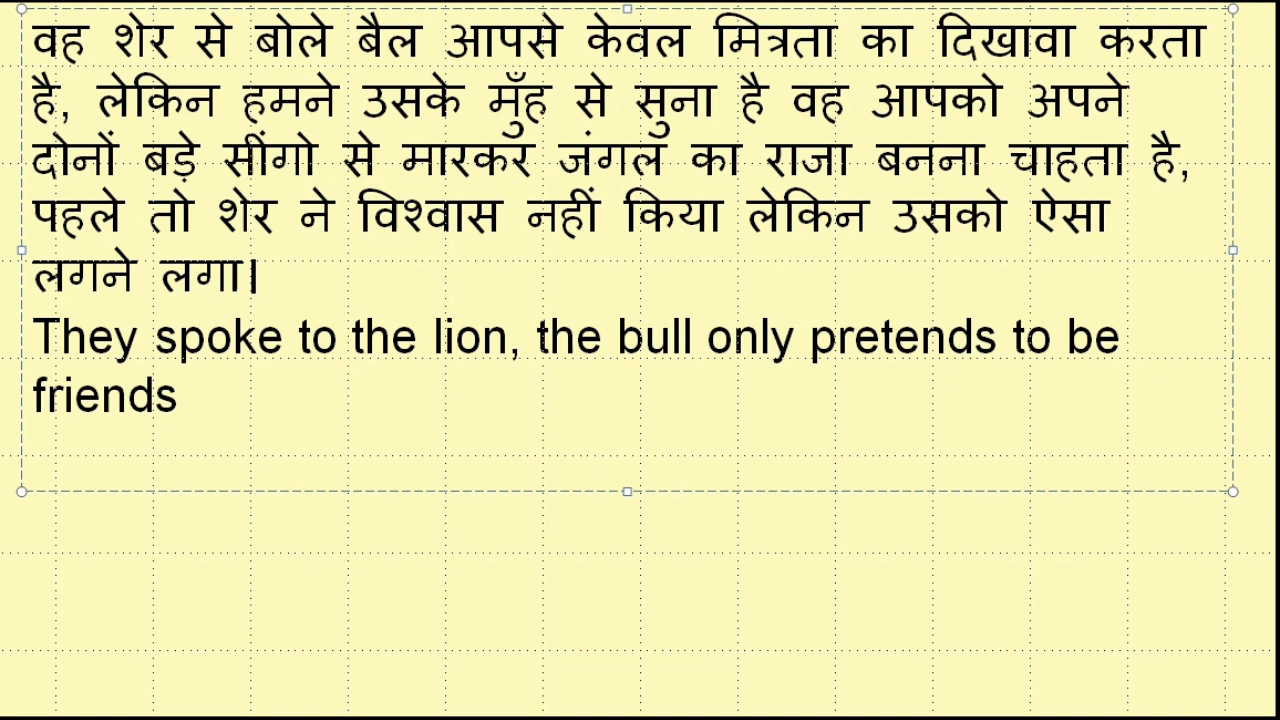 वह शेर से बोले बैल आपसे केवल मित्रता का दिखावा करता
है, लेकिन हमने उसके मुँह से सुना है वह आपको अपने
दोनों बड़े सींगो से मारकर जंगल का राजा बनना चाहता है,
पहले तो शेर ने विश्वास नहीं किया लेकिन उसको ऐसा
लगने लगा।
They spoke to the lion, the bull only pretends to be
friends